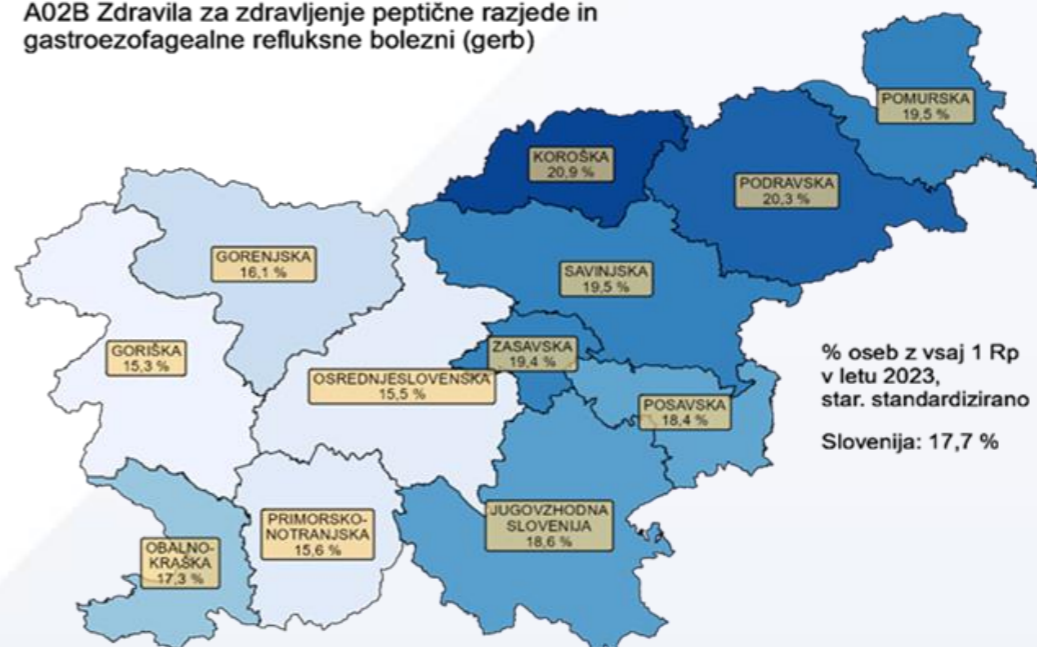 A02B Zdravila za zdravljenje peptične razjede in
gastroezofagealne refluksne bolezni (gerb)
POMURSKA
19,5 %
KOROŠKA
20,9 %
PODRAVSKA
20,3 %
GORENJSKA
16,1 %
SAVINJSKA
19,5 %
GORIŠKA
15,3 %
ZASAVSKA
19,4 %
OSREDNJESLOVENSKA
15,5 %
POSAVSKA
18,4 %
% oseb z vsaj 1 Rp
v letu 2023,
star. standardizirano
Slovenija: 17,7 %
JUGOVZHODNA
SLOVENIJA
18,6 %
PRIMORSKO-
NOTRANJSKA
15,6 %
OBALNO-
KRAŠKA
17,3 %